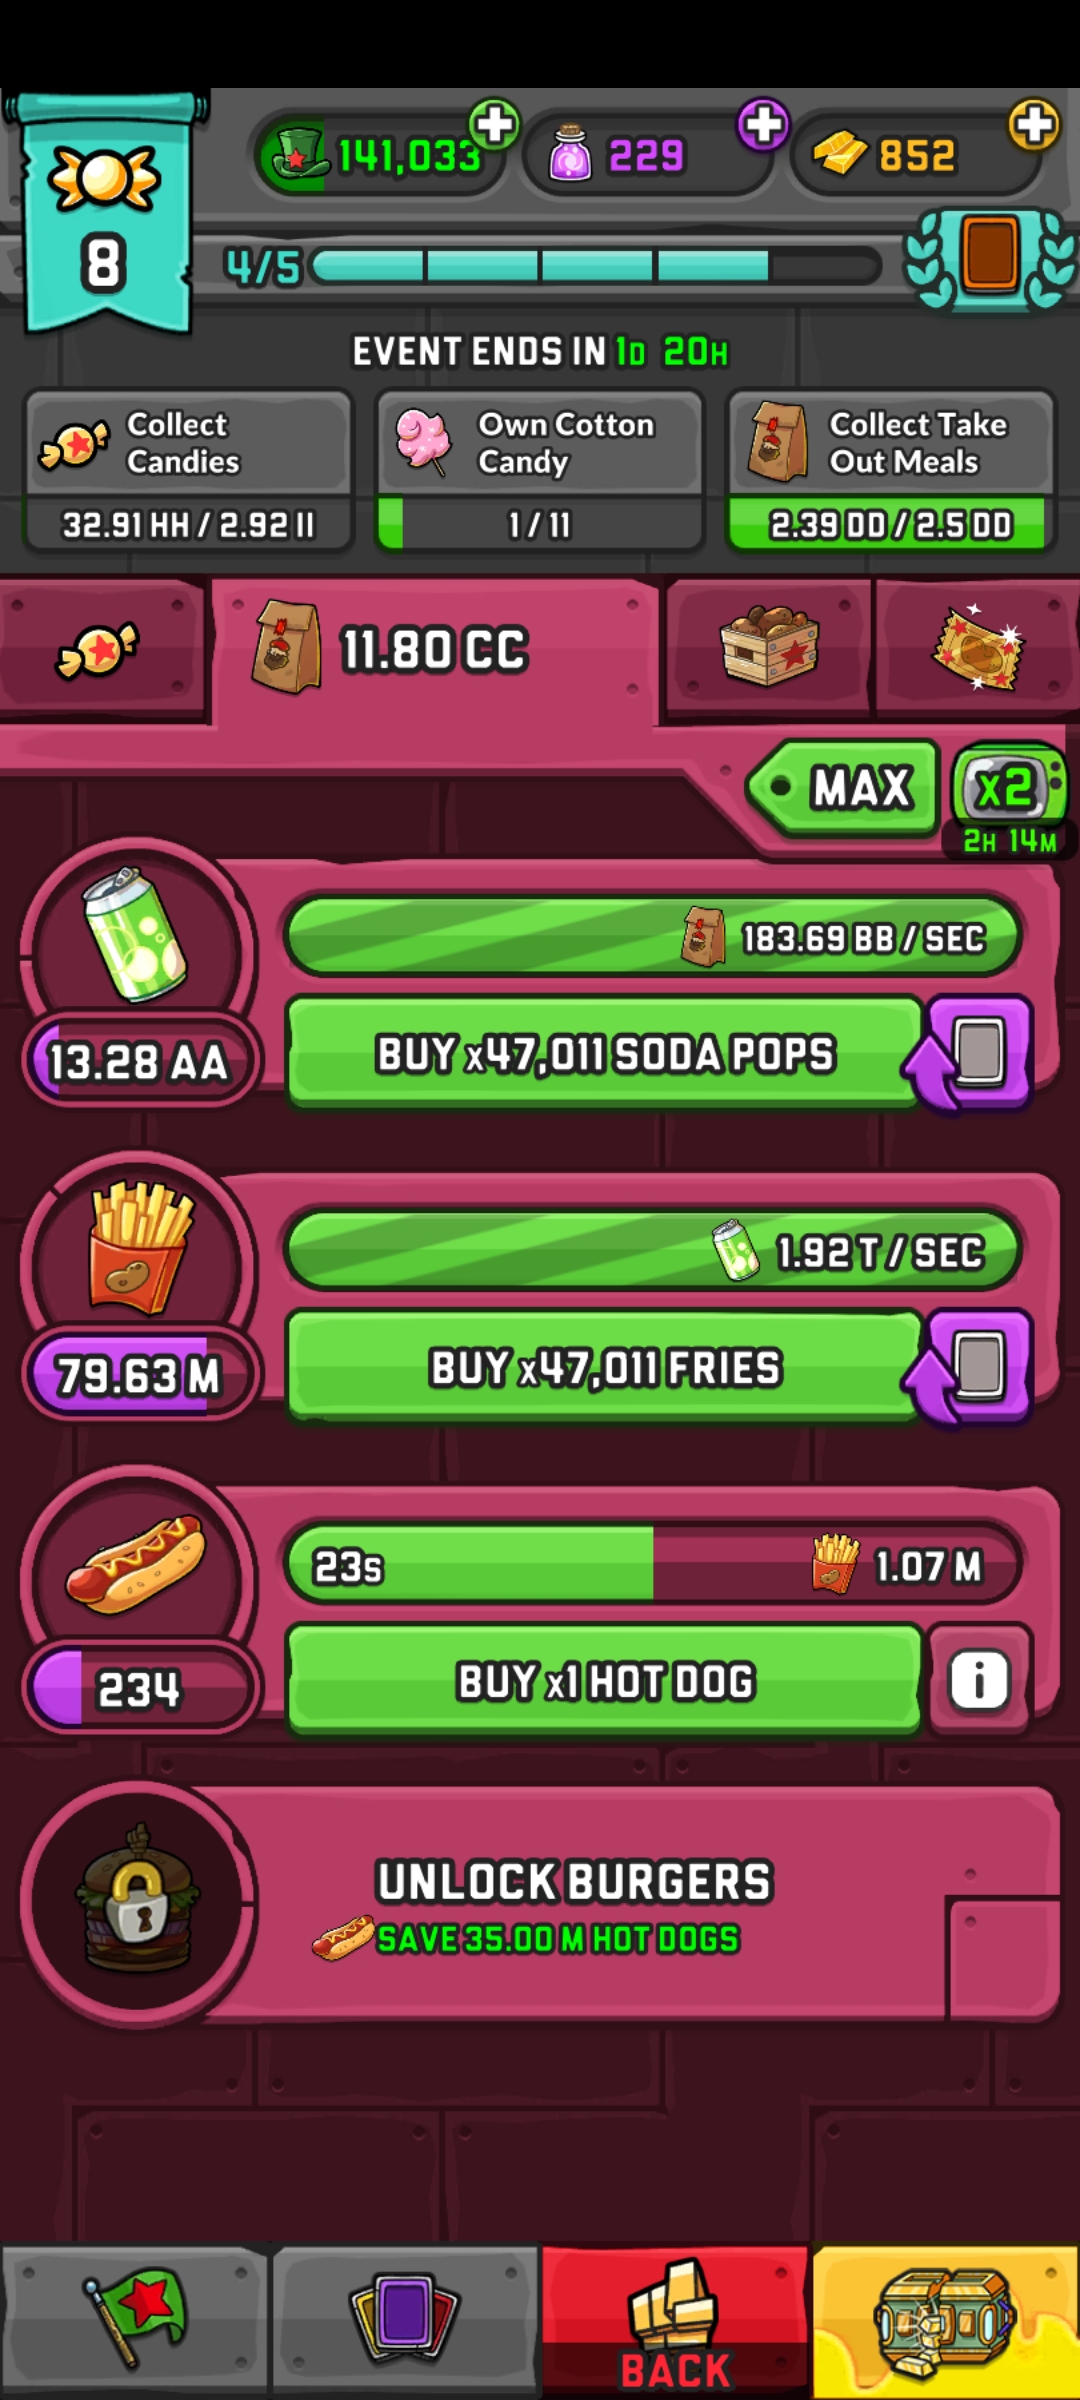 141,033
229
852
8
4/5
EVENT ENDS IN 1D 20H
Collect
Candies
32.91 HH / 2.92 II
Own Cotton
Candy
1 / 11
Collect Take
Out Meals
2.39 DD / 2.5 DD
11.80 CC
MAX
x2
2H 14M
183.69 BB / SEC
13.28 AA
BUY x47,011 SODA POPS
1.92 T / SEC
79.63 M
BUY x47,011 FRIES
23s
1.07 M
234
BUY x1 HOT DOG
i
UNLOCK BURGERS
SAVE 35.00 M HOT DOGS
BACK